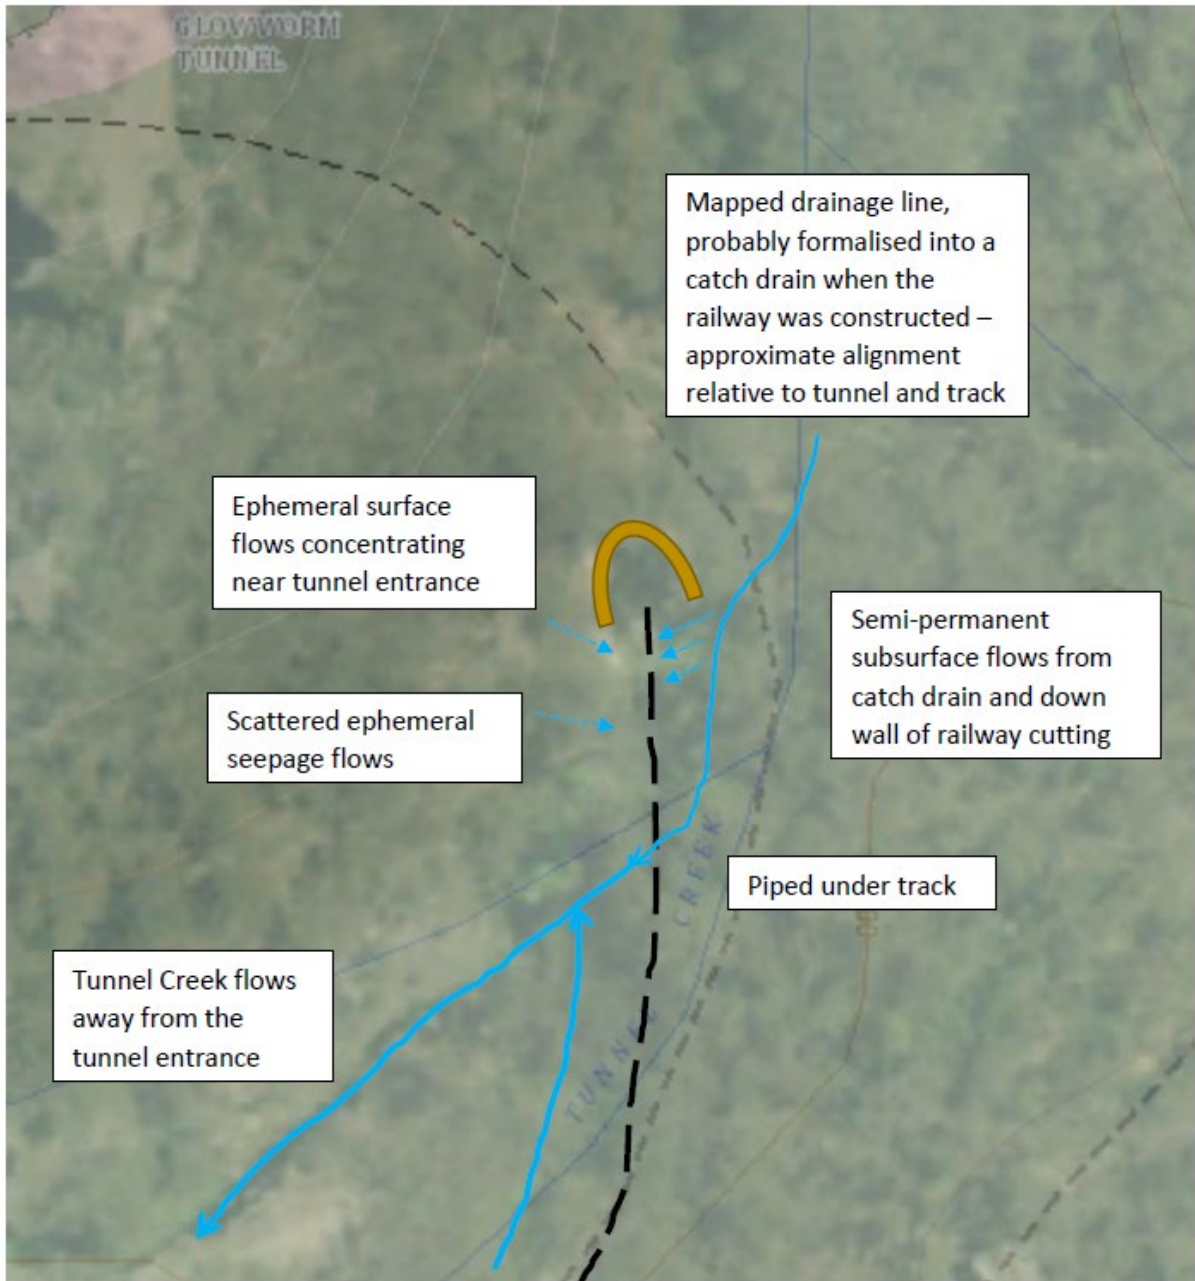 GLOWWORM
TUNNEL
Mapped drainage line,
probably formalised into a
catch drain when the
railway was constructed –
approximate alignment
relative to tunnel and track
Ephemeral surface
flows concentrating
near tunnel entrance
Semi-permanent
subsurface flows from
catch drain and down
wall of railway cutting
Scattered ephemeral
seepage flows
Piped under track
Tunnel Creek flows
away from the
tunnel entrance
TUNNEL CREEK